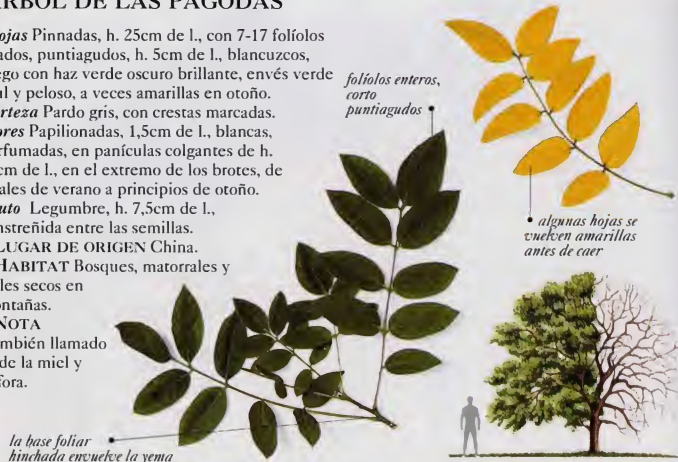 RBOL DE LAS PAGODAS
ojas Pinnadas, h. 25cm de l., con 7-17 folíolos
ados, puntiagudos, h. 5cm de l., blancuzcos,
ego con haz verde oscuro brillante, envés verde
ul y peloso, a veces amarillas en otoño.
rteza Pardo gris, con crestas marcadas.
ores Papilionadas, 1,5cm de l., blancas,
rfumadas, en panículas colgantes de h.
cm de l., en el extremo de los brotes, de
ales de verano a principios de otoño.
uto Legumbre, h. 7,5cm de l.,
nstreñida entre las semillas.
LUGAR DE ORIGEN China.
HABITAT Bosques, matorrales y
les secos en
ontañas.
NOTA
mbién llamado
de la miel y
fora.
folíolos enteros,
corto
puntiagudos
algunas hojas se
vuelven amarillas
antes de caer
la base foliar
hinchada envuelve la yema